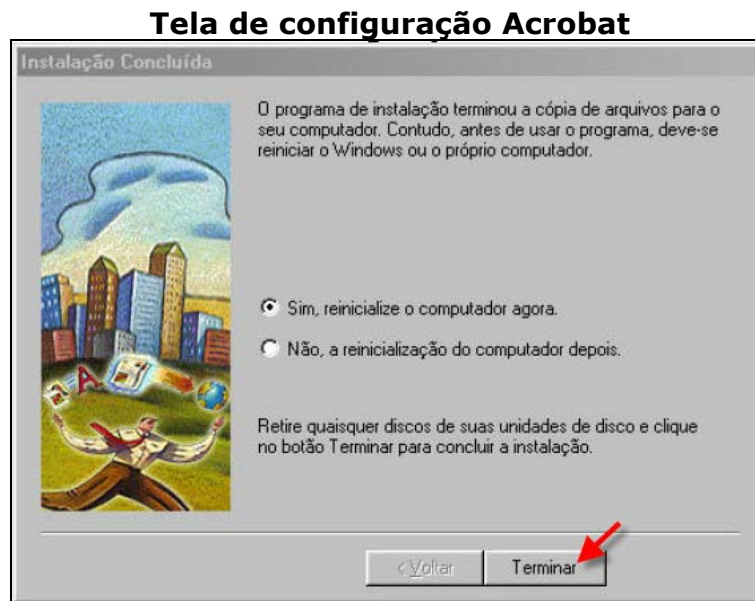 Tela de configuração Acrobat
Instalação Concluída
O programa de instalação terminou a cópia de arquivos para o
seu computador. Contudo, antes de usar o programa, deve-se
reiniciar o Windows ou o próprio computador.
Sim, reinicialize o computador agora.
Não, a reinicialização do computador depois.
Retire quaisquer discos de suas unidades de disco e clique
no botão Terminar para concluir a instalação.
< Voltar Terminar